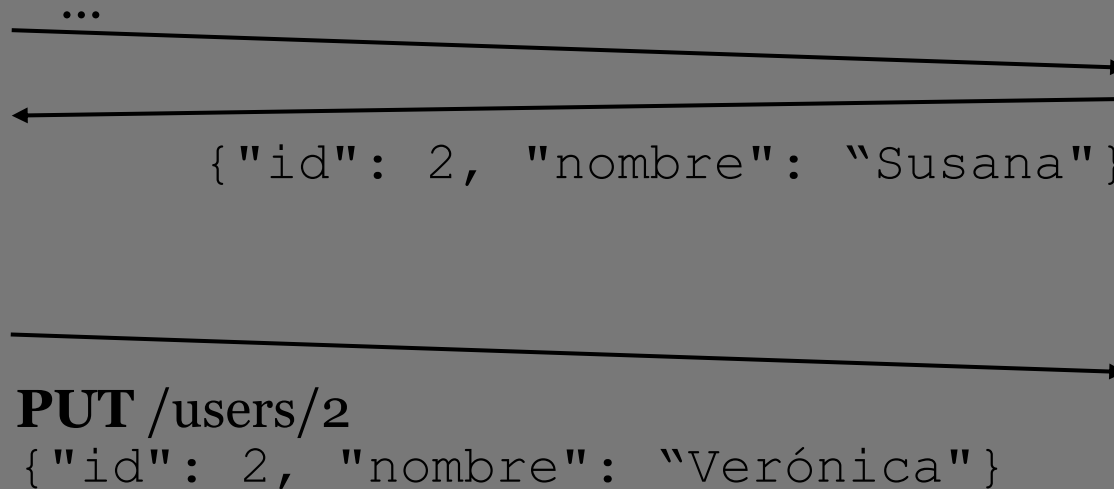 ...
{"id": 2, "nombre": “Susana"}
PUT /users/2
{"id": 2, "nombre": “Verónica"}